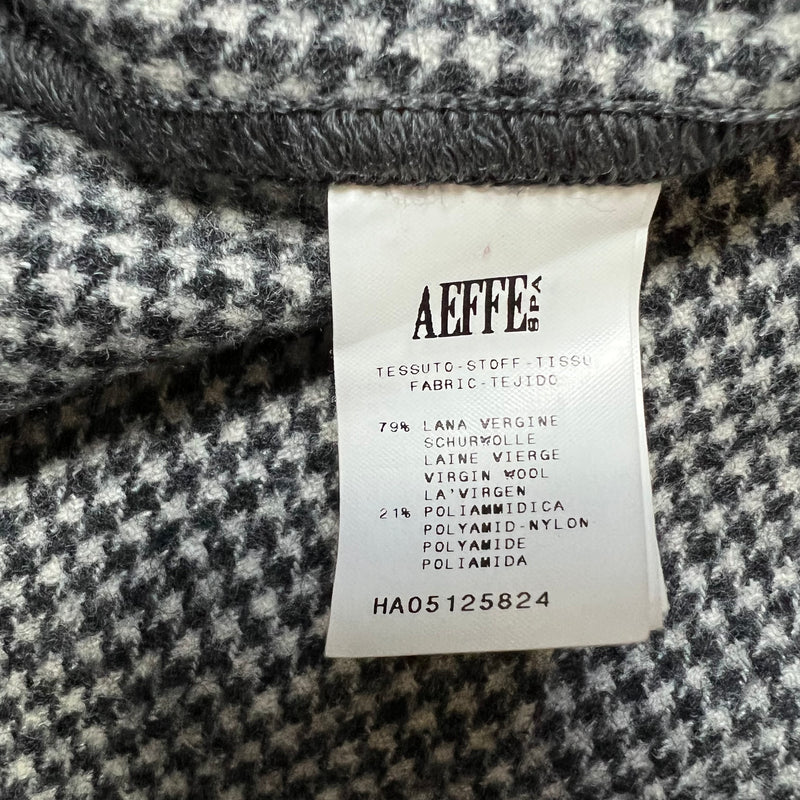 AEFFE SPA
TESSUTO-STOFF-TISSU
FABRIC-TEJIDO
79% LANA VERGINE
SCHURWOLLE
LAINE VIERGE
VIRGIN WOOL
LA'VIRGEN
21% POLIAMMIDICA
POLYAMID-NYLON
POLYAMIDE
POLIAMIDA
HA05125824